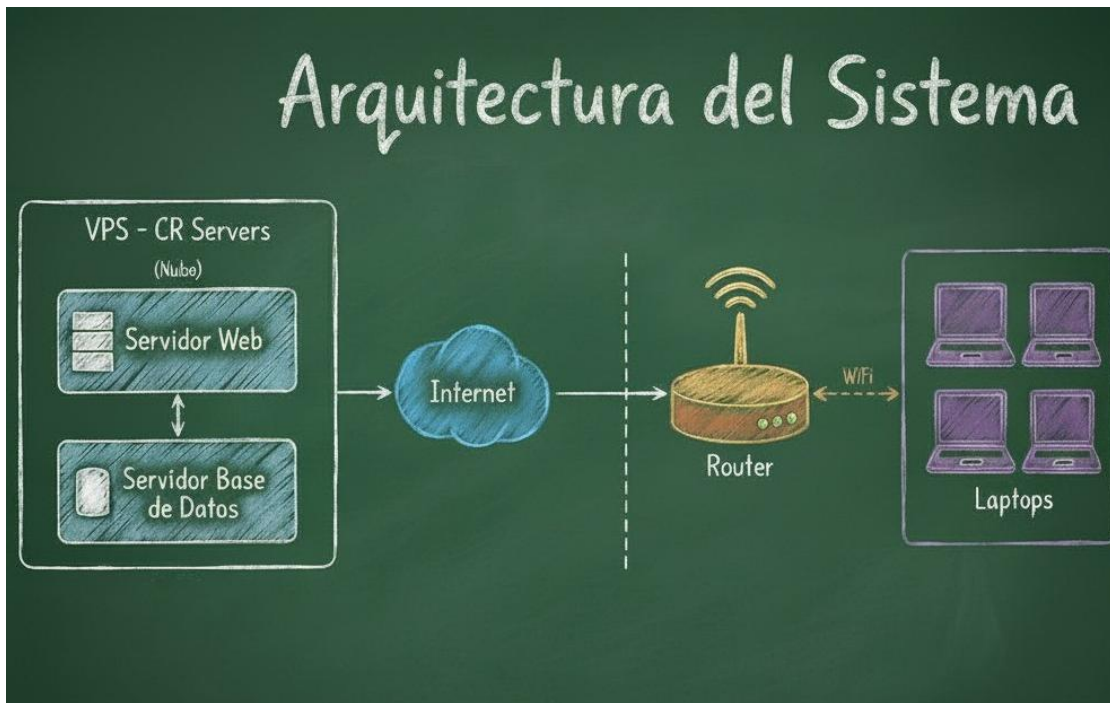 Arquitectura del Sistema
VPS - CR Servers
(Nube)
Servidor Web
Servidor Base
de Datos
Internet
Router
WiFi
Laptops